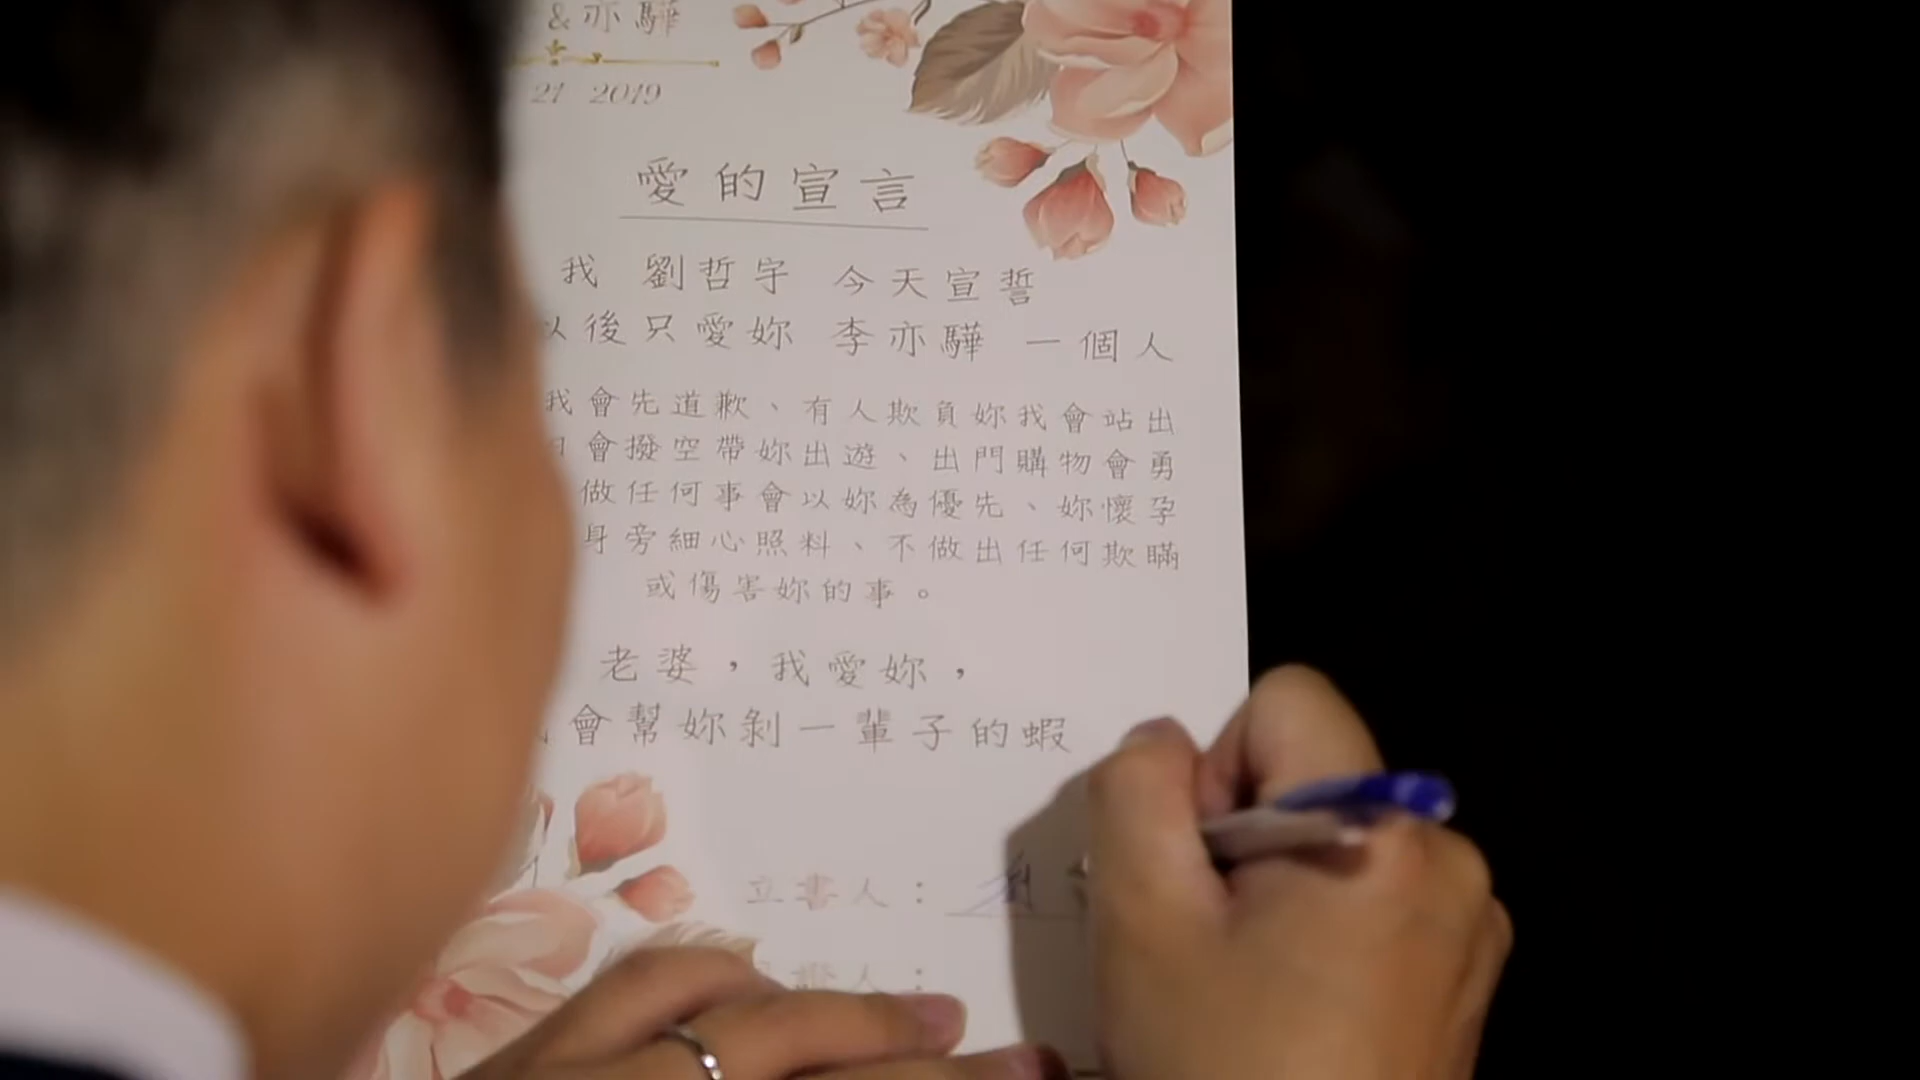 & 亦驊
21 2019
愛的宣言
我 劉哲宇 今天宣誓
以後只愛妳 李亦驊 一個人
我會先道歉、有人欺負妳我會站出
會撥空帶妳出遊、出門購物會勇
做任何事會以妳為優先、妳懷孕
身旁細心照料、不做出任何欺瞞
或傷害妳的事。
老婆，我愛妳，
會幫妳剝一輩子的蝦
立書人： 劉
證人：